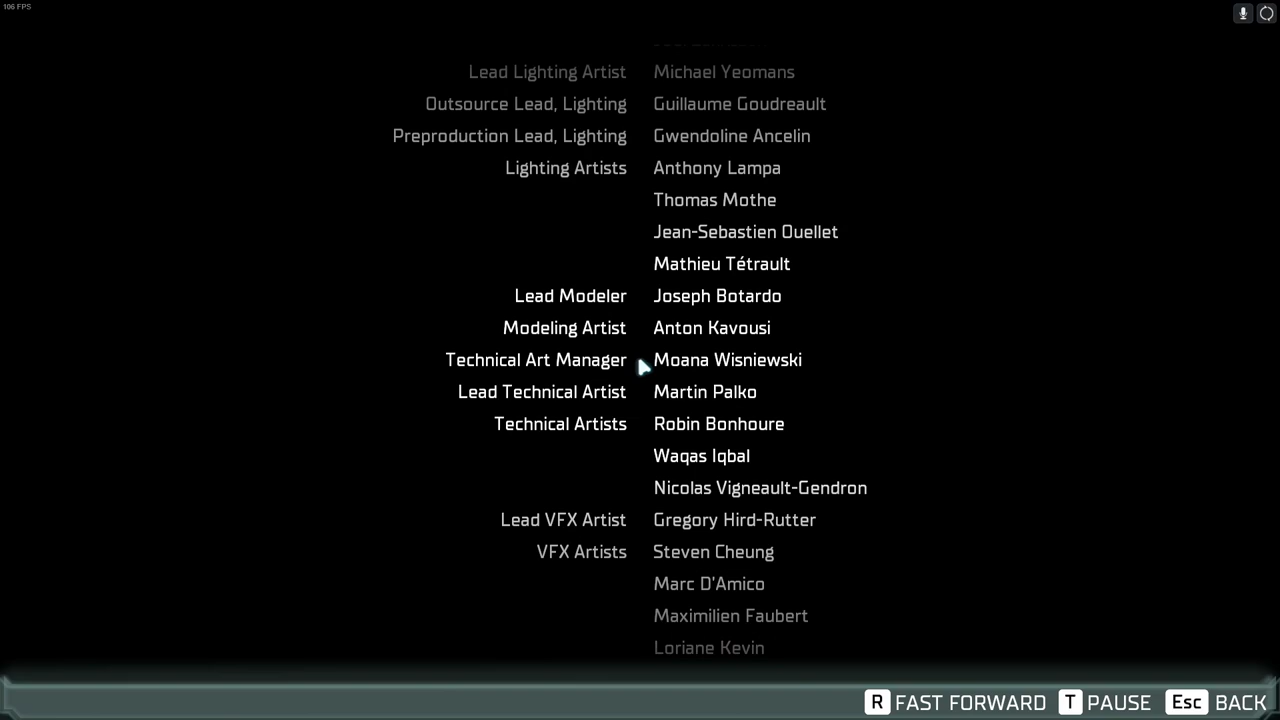 106 FPS
Lead Lighting Artist Michael Yeomans
Outsource Lead, Lighting Guillaume Goudreault
Preproduction Lead, Lighting Gwendoline Ancelin
Lighting Artists Anthony Lampa
Thomas Mothe
Jean-Sebastien Ouellet
Mathieu Tétrault
Lead Modeler Joseph Botardo
Modeling Artist Anton Kavousi
Technical Art Manager Moana Wisniewski
Lead Technical Artist Martin Palko
Technical Artists Robin Bonhoure
Waqas Iqbal
Nicolas Vigneault-Gendron
Lead VFX Artist Gregory Hird-Rutter
VFX Artists Steven Cheung
Marc D'Amico
Maximilien Faubert
Loriane Kevin
R FAST FORWARD T PAUSE Esc BACK